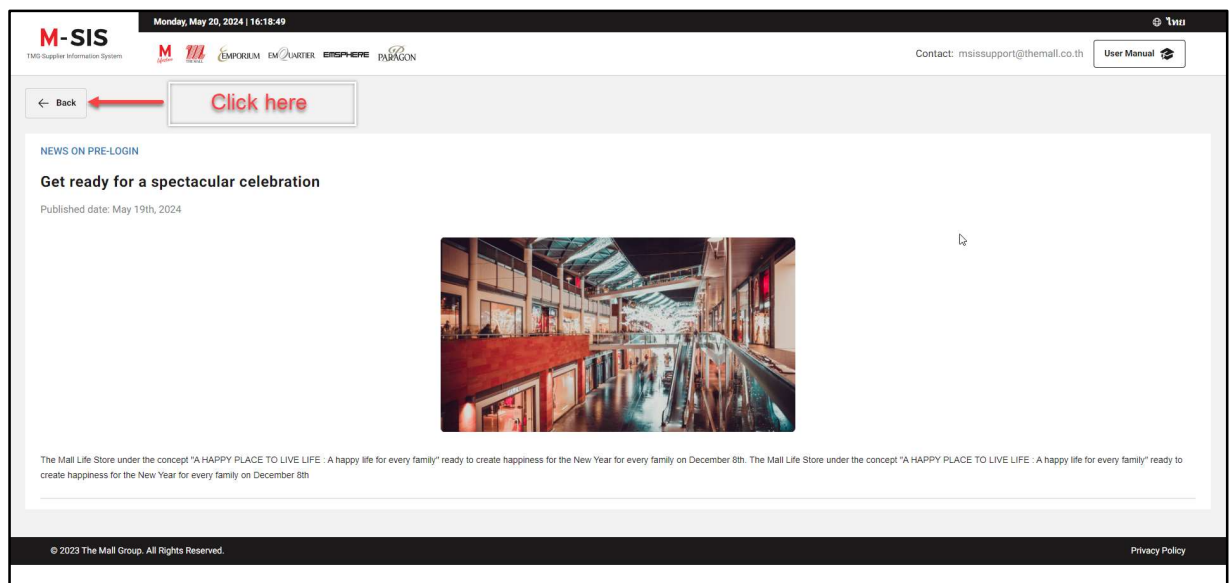 Monday, May 20, 2024 | 16:18:49
ไทย
M-SIS
TMG Supplier Information System
M
Lifestore
THE MALL
EMPORIUM
EMQUARTIER
EMSPHERE
PARAGON
Contact: msissupport@themall.co.th
User Manual
← Back
Click here
NEWS ON PRE-LOGIN
Get ready for a spectacular celebration
Published date: May 19th, 2024
The Mall Life Store under the concept "A HAPPY PLACE TO LIVE LIFE : A happy life for every family" ready to create happiness for the New Year for every family on December 8th. The Mall Life Store under the concept "A HAPPY PLACE TO LIVE LIFE : A happy life for every family" ready to
create happiness for the New Year for every family on December 8th
© 2023 The Mall Group. All Rights Reserved.
Privacy Policy